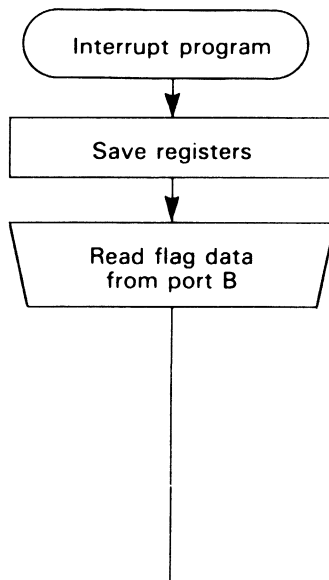 Interrupt program
Save registers
Read flag data
from port B